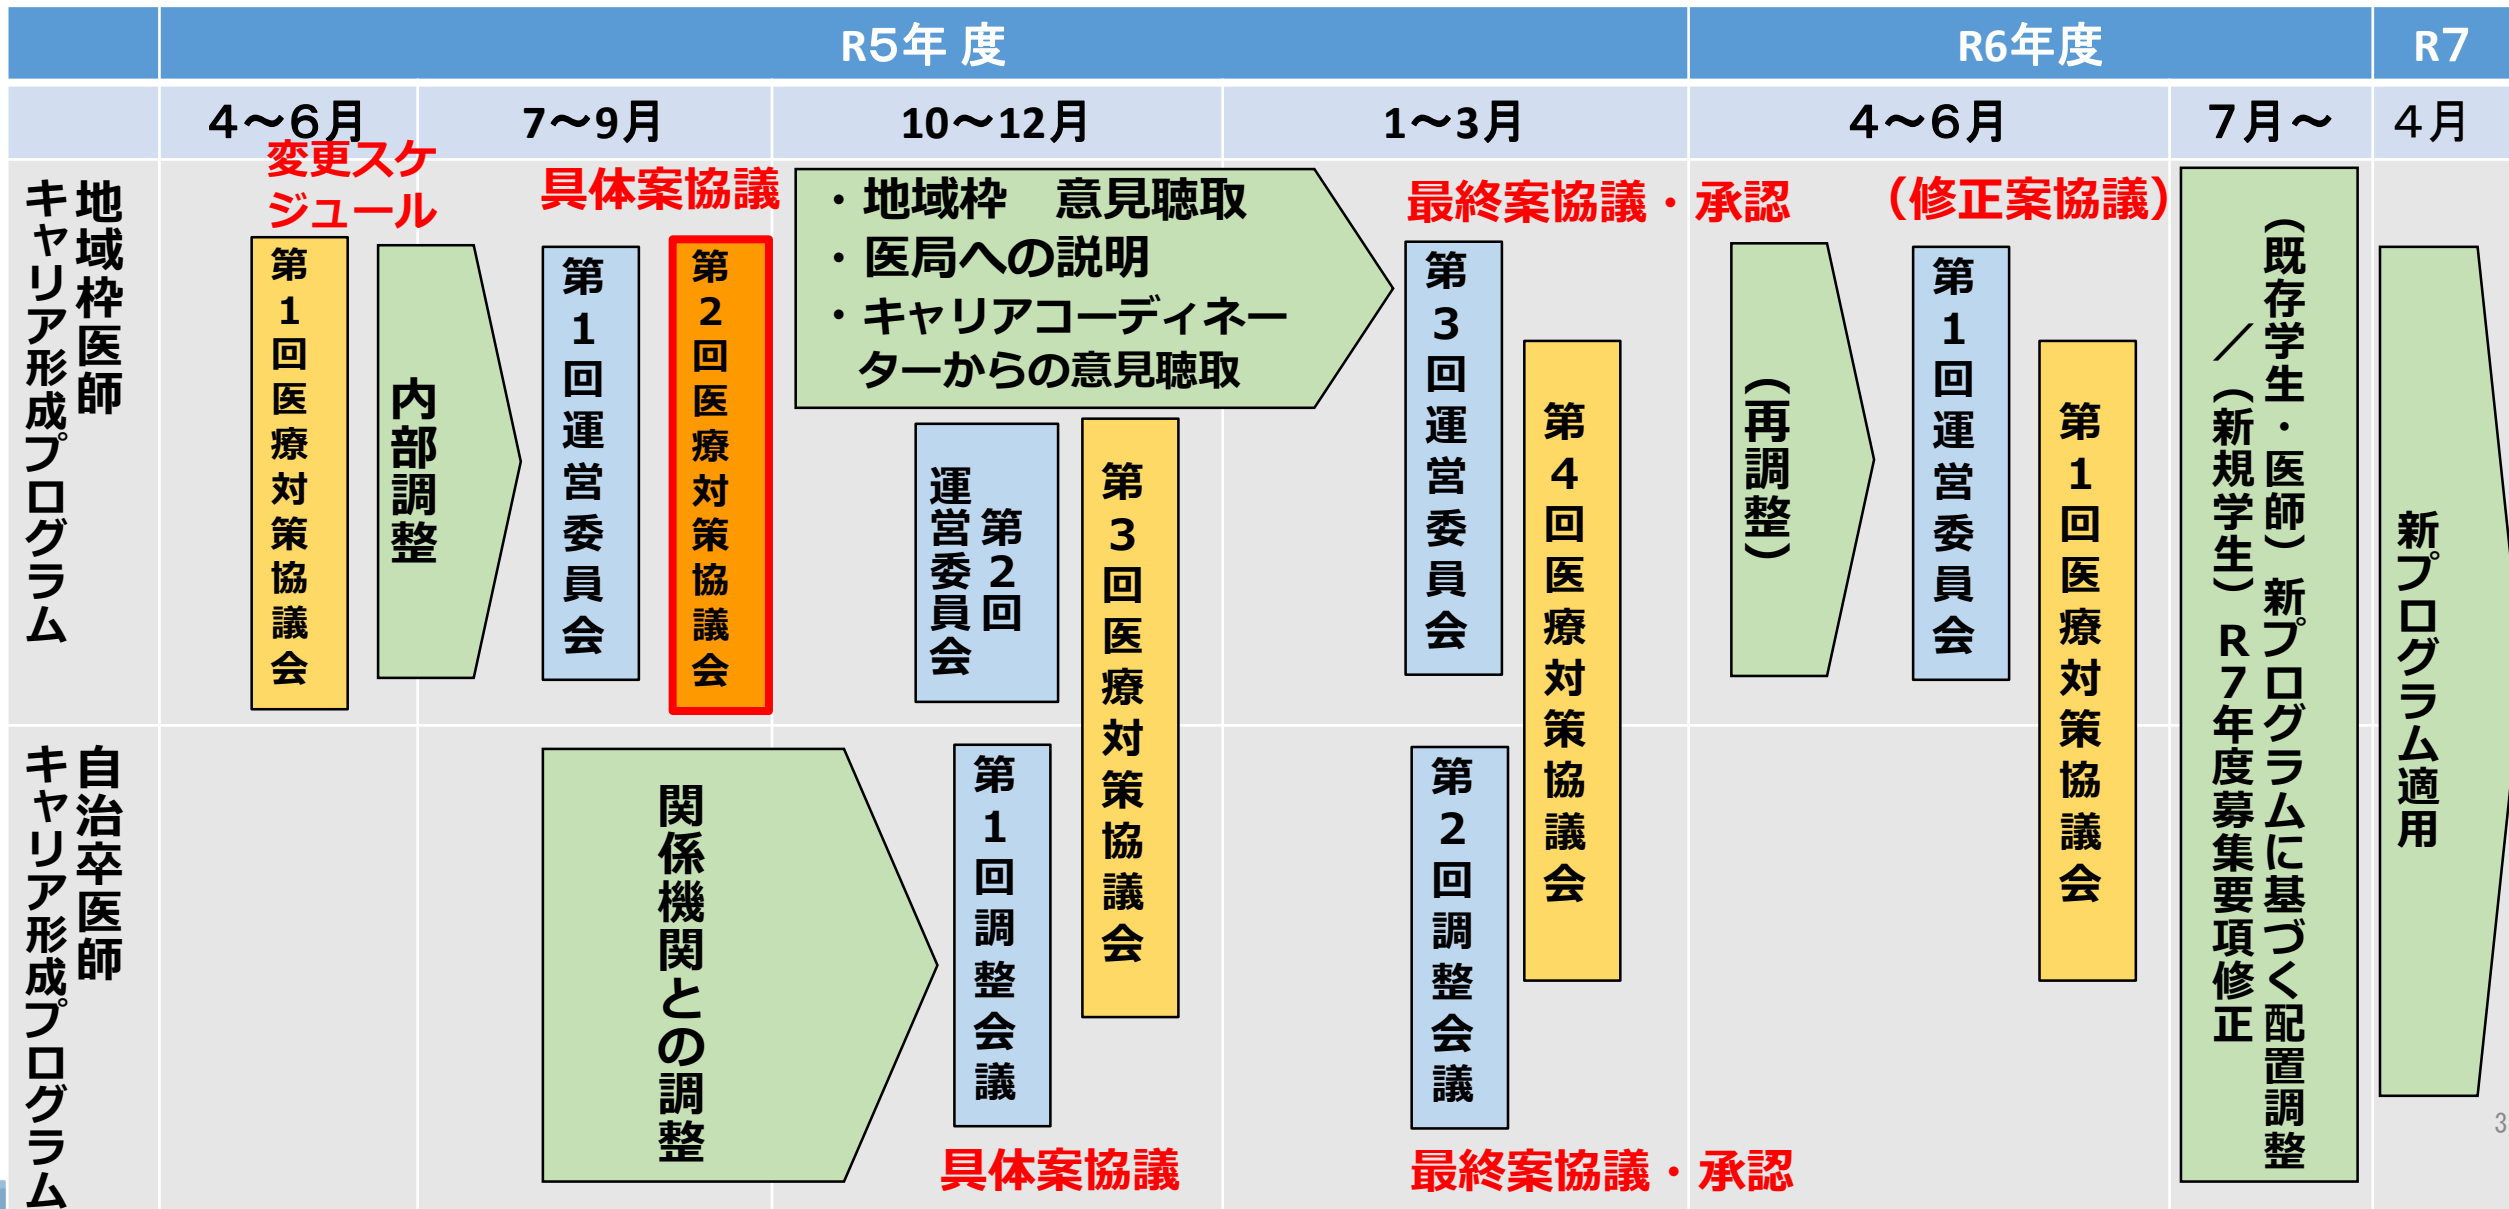 R5年 度
R6年度
R7
4～6月
7～9月
10～12月
1～3月
4～6月
7月～
4月
地域枠医師
キャリア形成プログラム
変更スケ
ジュール
第1回医療対策協議会
内部調整
具体案協議
第1回運営委員会
第2回医療対策協議会
・地域枠　意見聴取
・医局への説明
・キャリアコーディネー
ターからの意見聴取
第2回
運営委員会
第3回医療対策協議会
最終案協議・承認
第3回運営委員会
第4回医療対策協議会
（再調整）
（修正案協議）
第1回運営委員会
第1回医療対策協議会
（既存学生・医師）新プログラムに基づく配置調整
／（新規学生）R7年度募集要項修正
新プログラム適用
自治卒医師
キャリア形成プログラム
関係機関との調整
第1回調整会議
具体案協議
第2回調整会議
最終案協議・承認
3